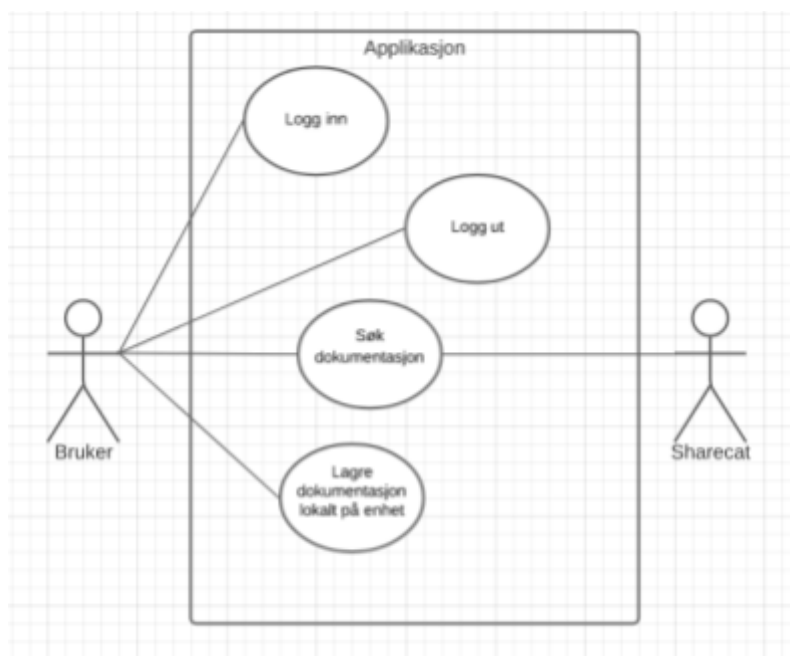 Applikasjon
Logg inn
Logg ut
Søk
dokumentasjon
Bruker
Sharecat
Lagre
dokumentasjon
lokalt på enhet